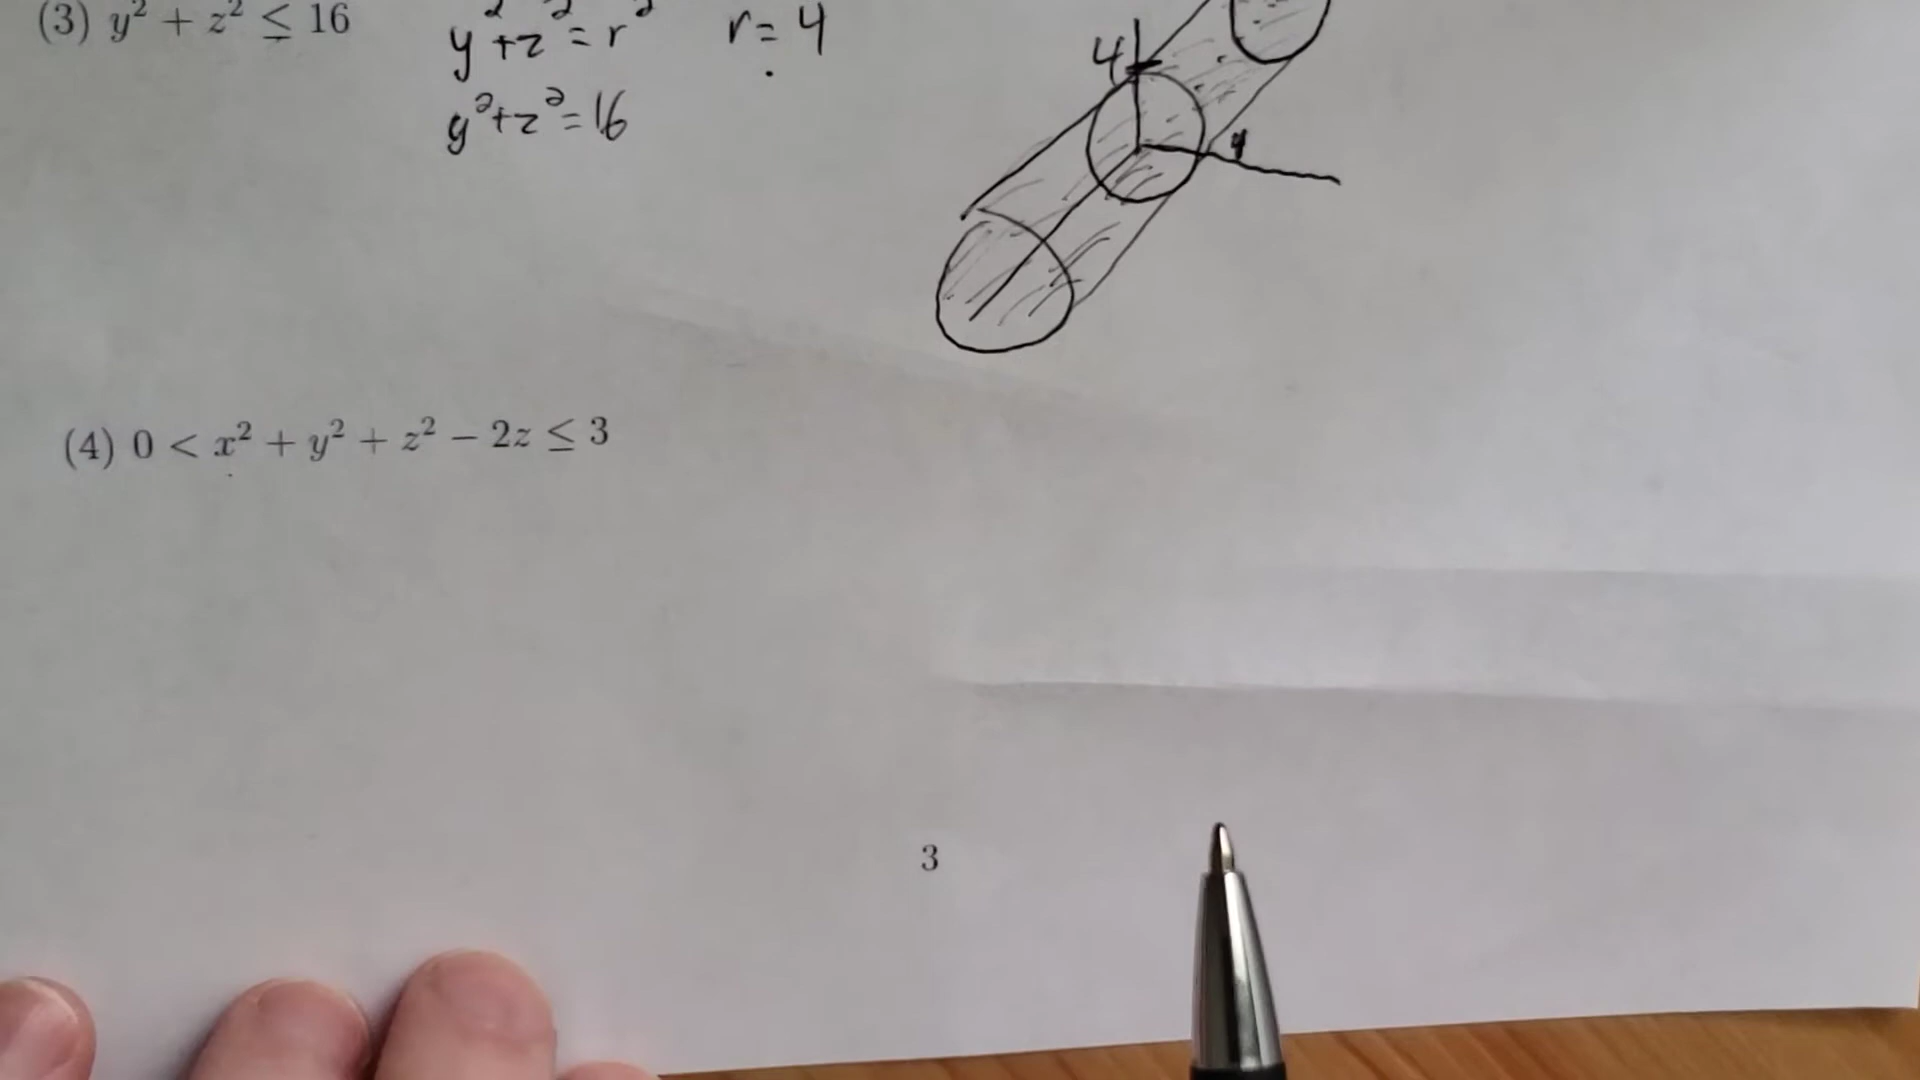 (3) y² + z² ≤ 16
y² + z² = r² r = 4
y² + z² = 16
4
4
(4) 0 < x² + y² + z² − 2z ≤ 3
3